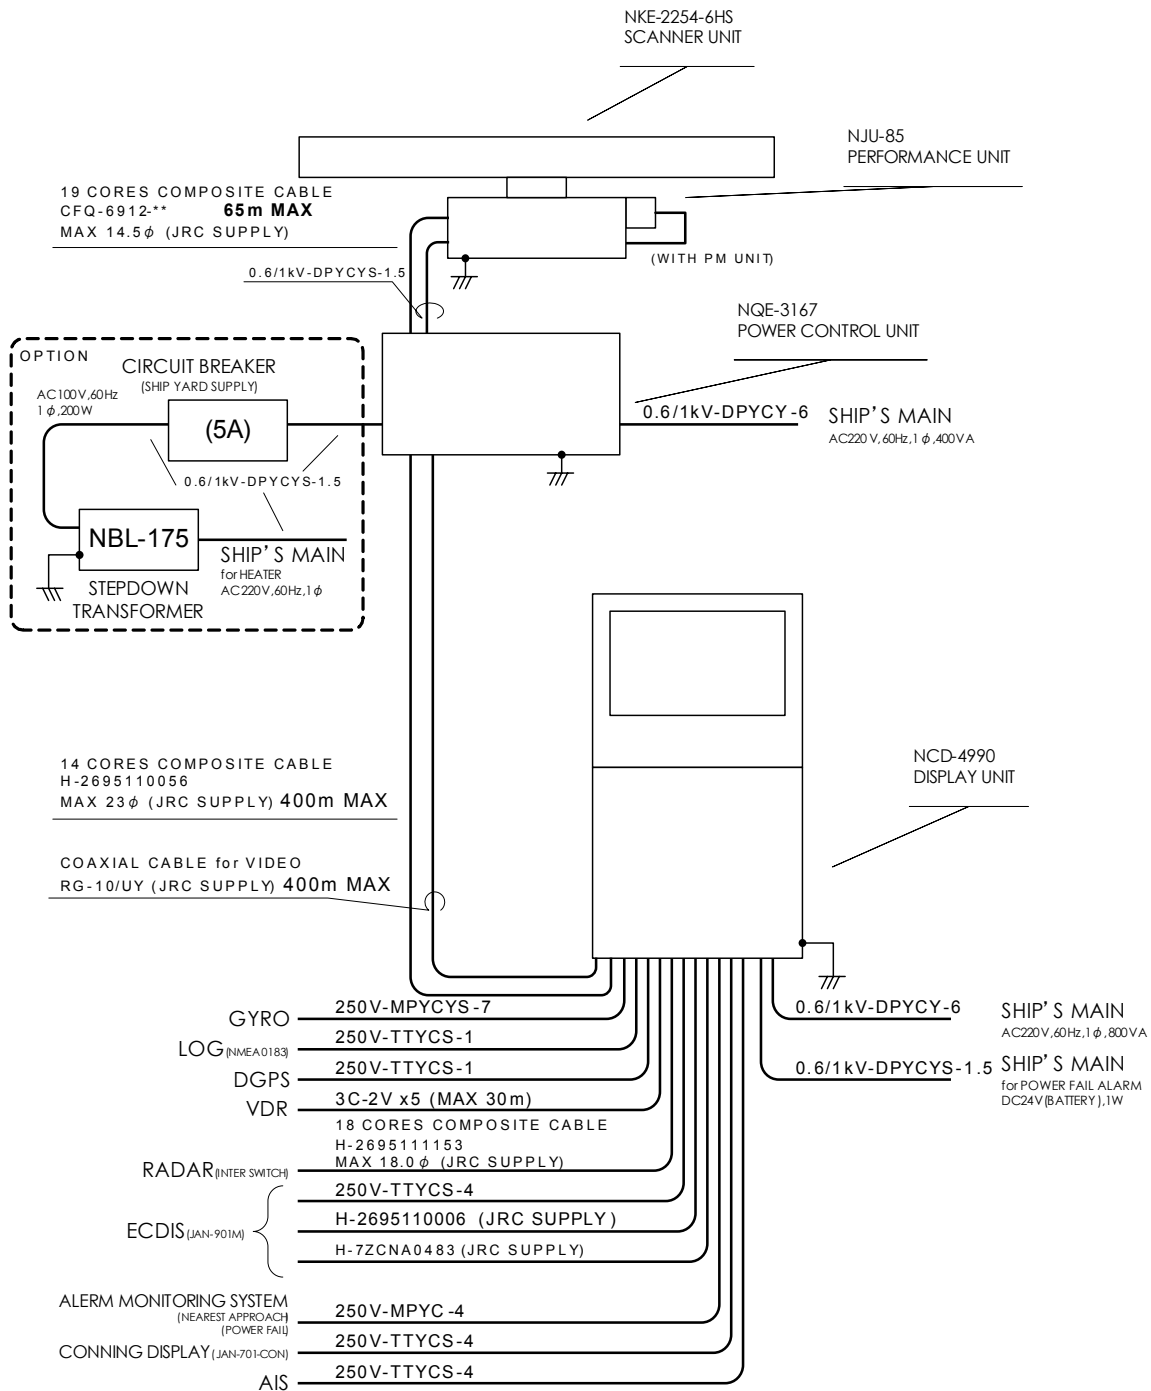 NKE-2254-6HS
SCANNER UNIT
NJU-85
PERFORMANCE UNIT
19 CORES COMPOSITE CABLE
CFQ-6912-** 65m MAX
MAX 14.5φ (JRC SUPPLY)
(WITH PM UNIT)
0.6/1kV-DPYCYS-1.5
NQE-3167
POWER CONTROL UNIT
OPTION
CIRCUIT BREAKER
(SHIP YARD SUPPLY)
AC100V,60Hz
1φ,200W
(5A)
0.6/1kV-DPYCY-6
SHIP'S MAIN
AC220V,60Hz,1φ,400VA
0.6/1kV-DPYCYS-1.5
NBL-175
SHIP'S MAIN
for HEATER
AC220V,60Hz,1φ
STEPDOWN
TRANSFORMER
14 CORES COMPOSITE CABLE
H-2695110056
MAX 23φ (JRC SUPPLY) 400m MAX
NCD-4990
DISPLAY UNIT
COAXIAL CABLE for VIDEO
RG-10/UY (JRC SUPPLY) 400m MAX
GYRO
250V-MPYCYS-7
LOG(NMEA0183)
250V-TTYCS-1
DGPS
250V-TTYCS-1
VDR
3C-2V x5 (MAX 30m)
18 CORES COMPOSITE CABLE
H-2695111153
MAX 18.0φ (JRC SUPPLY)
RADAR(INTER SWITCH)
250V-TTYCS-4
ECDIS(JAN-901M)
H-2695110006 (JRC SUPPLY)
H-7ZCNA0483 (JRC SUPPLY)
ALERM MONITORING SYSTEM
(NEAREST APPROACH)
(POWER FAIL)
250V-MPYC-4
CONNING DISPLAY(JAN-701-CON)
250V-TTYCS-4
AIS
250V-TTYCS-4
0.6/1kV-DPYCY-6
SHIP'S MAIN
AC220V,60Hz,1φ,800VA
0.6/1kV-DPYCYS-1.5
SHIP'S MAIN
for POWER FAIL ALARM
DC24V(BATTERY),1W